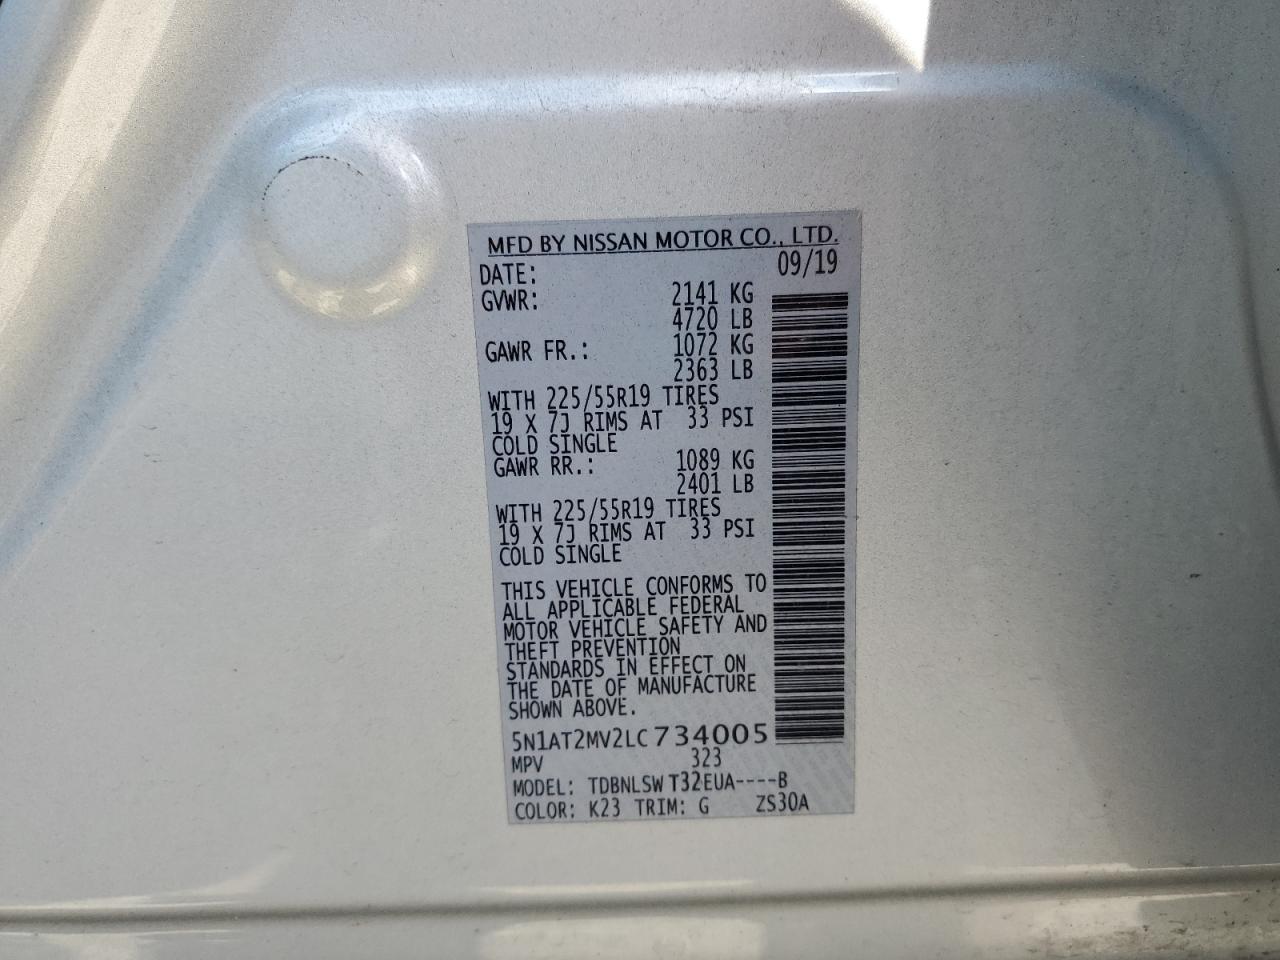 MFD BY NISSAN MOTOR CO., LTD.
DATE: 09/19
GVWR: 2141 KG
4720 LB
GAWR FR.: 1072 KG
2363 LB
WITH 225/55R19 TIRES
19 X 7J RIMS AT 33 PSI
COLD SINGLE
GAWR RR.: 1089 KG
2401 LB
WITH 225/55R19 TIRES
19 X 7J RIMS AT 33 PSI
COLD SINGLE
THIS VEHICLE CONFORMS TO
ALL APPLICABLE FEDERAL
MOTOR VEHICLE SAFETY AND
THEFT PREVENTION
STANDARDS IN EFFECT ON
THE DATE OF MANUFACTURE
SHOWN ABOVE.
5N1AT2MV2LC734005
MPV 323
MODEL: TDBNLSW T32EUA----B
COLOR: K23 TRIM: G ZS30A